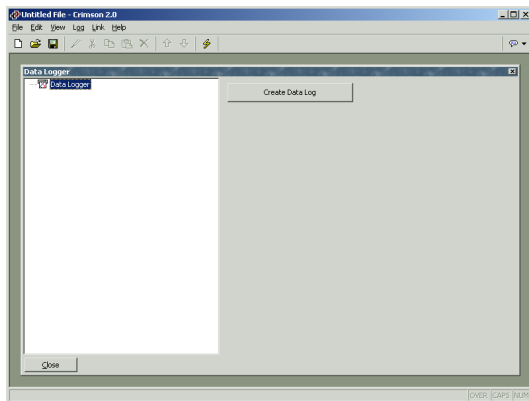 Untitled File - Crimson 2.0
File Edit View Log Link Help
Data Logger
Data Logger
Create Data Log
Close
OVER CAPS NUM